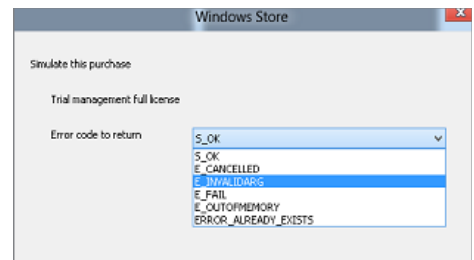 Windows Store
x
Simulate this purchase
Trial management full license
Error code to return
S_OK
S_OK
E_CANCELLED
E_INVALIDARG
E_FAIL
E_OUTOFMEMORY
ERROR_ALREADY_EXISTS